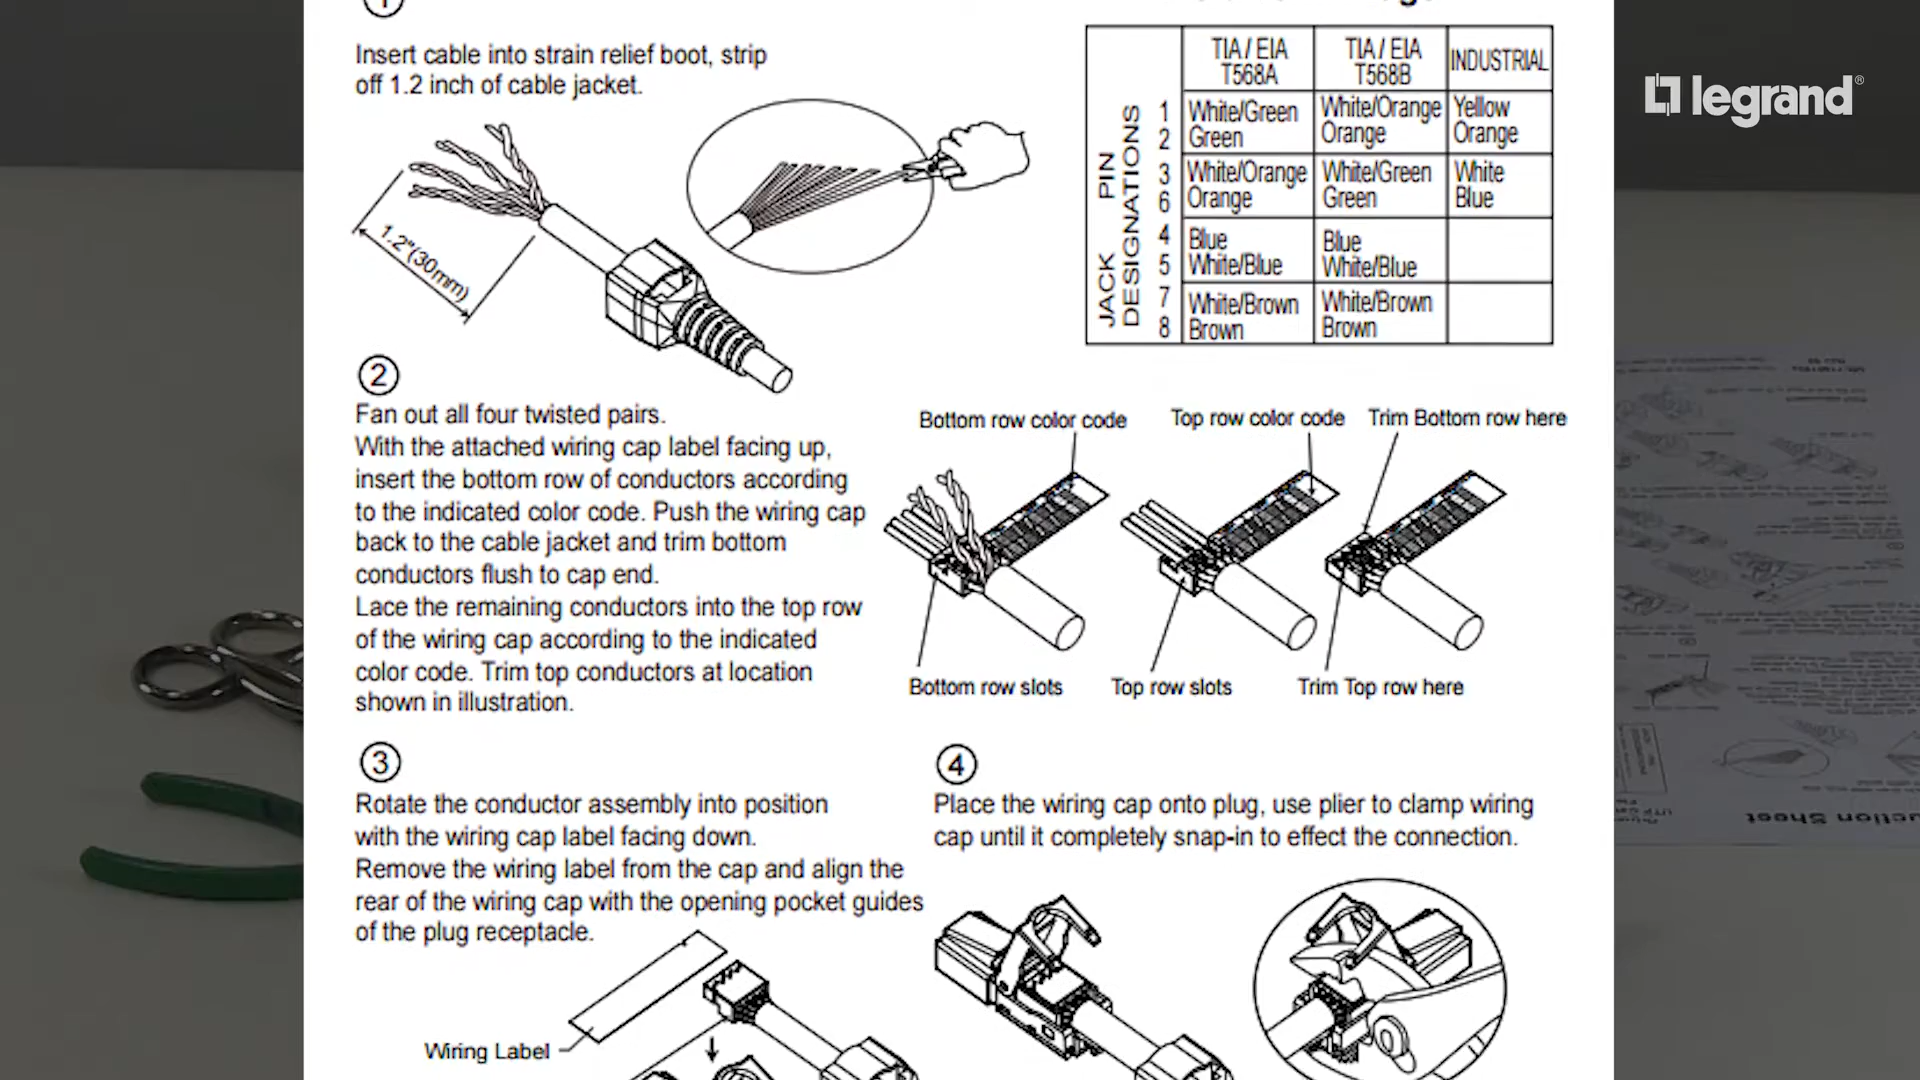 1
Insert cable into strain relief boot, strip
off 1.2 inch of cable jacket.
1.2"(30mm)
JACK PIN
DESIGNATIONS
TIA / EIA T568A TIA / EIA T568B INDUSTRIAL
1 White/Green White/Orange Yellow
2 Green Orange Orange
3 White/Orange White/Green White
6 Orange Green Blue
4 Blue Blue
5 White/Blue White/Blue
7 White/Brown White/Brown
8 Brown Brown
legrand®
2
Fan out all four twisted pairs.
With the attached wiring cap label facing up,
insert the bottom row of conductors according
to the indicated color code. Push the wiring cap
back to the cable jacket and trim bottom
conductors flush to cap end.
Lace the remaining conductors into the top row
of the wiring cap according to the indicated
color code. Trim top conductors at location
shown in illustration.
Bottom row color code
Top row color code
Trim Bottom row here
Bottom row slots
Top row slots
Trim Top row here
3
Rotate the conductor assembly into position
with the wiring cap label facing down.
Remove the wiring label from the cap and align the
rear of the wiring cap with the opening pocket guides
of the plug receptacle.
Wiring Label
4
Place the wiring cap onto plug, use plier to clamp wiring
cap until it completely snap-in to effect the connection.